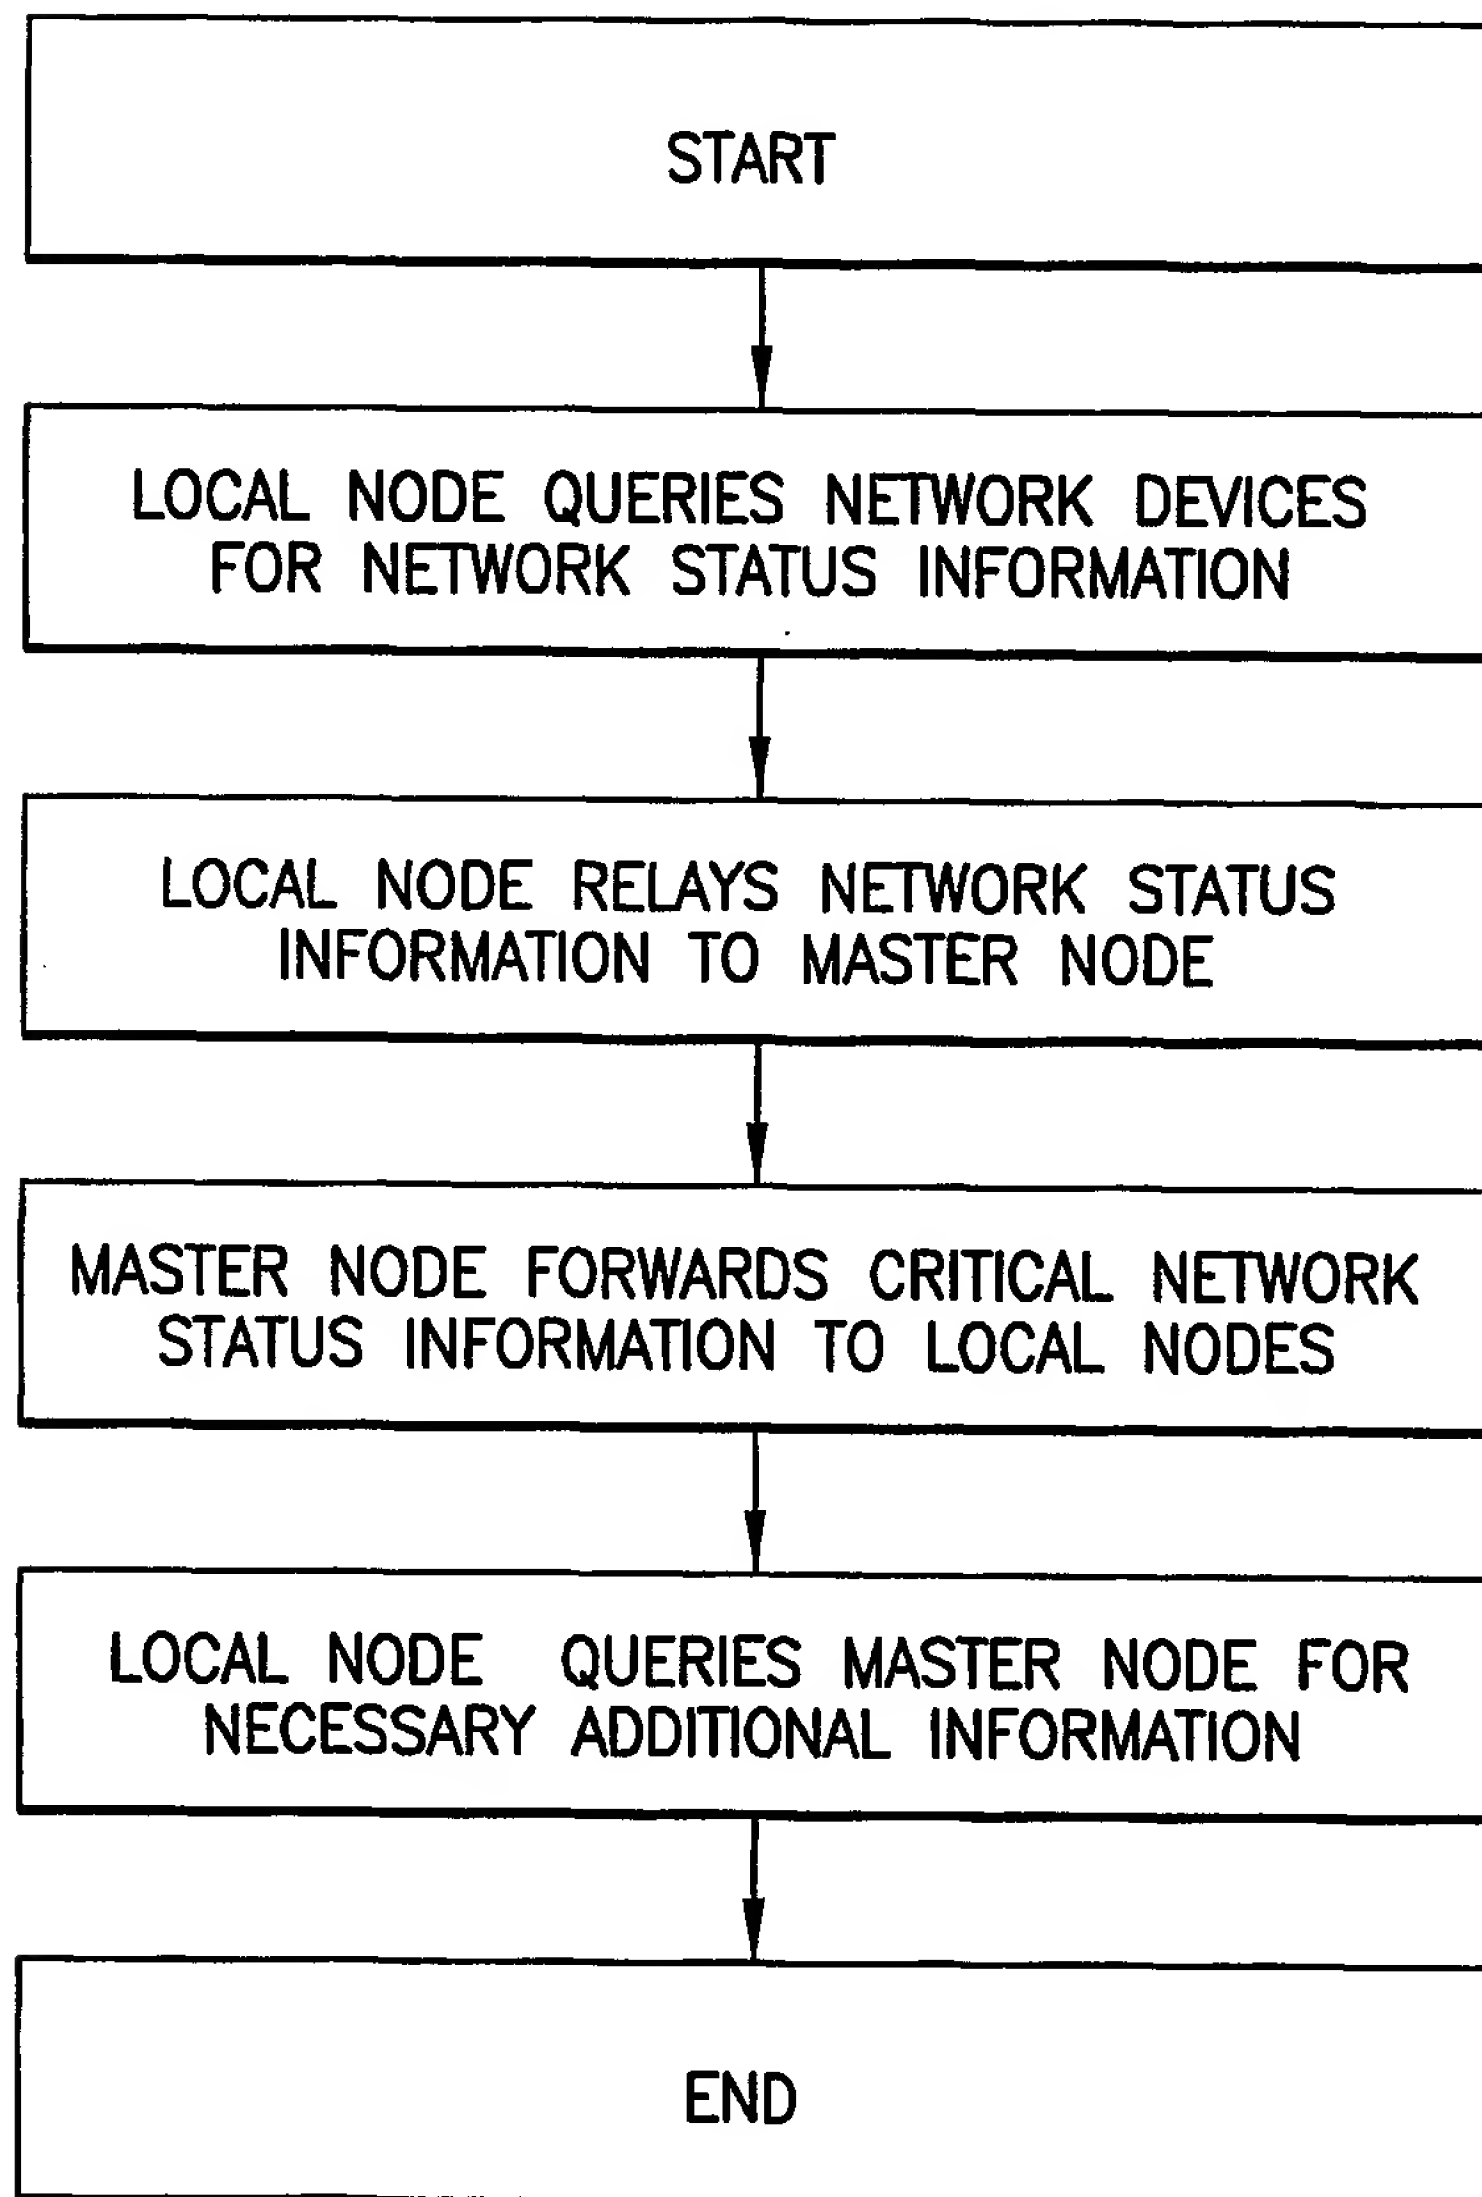 START
LOCAL NODE QUERIES NETWORK DEVICES
FOR NETWORK STATUS INFORMATION
LOCAL NODE RELAYS NETWORK STATUS
INFORMATION TO MASTER NODE
MASTER NODE FORWARDS CRITICAL NETWORK
STATUS INFORMATION TO LOCAL NODES
LOCAL NODE QUERIES MASTER NODE FOR
NECESSARY ADDITIONAL INFORMATION
END